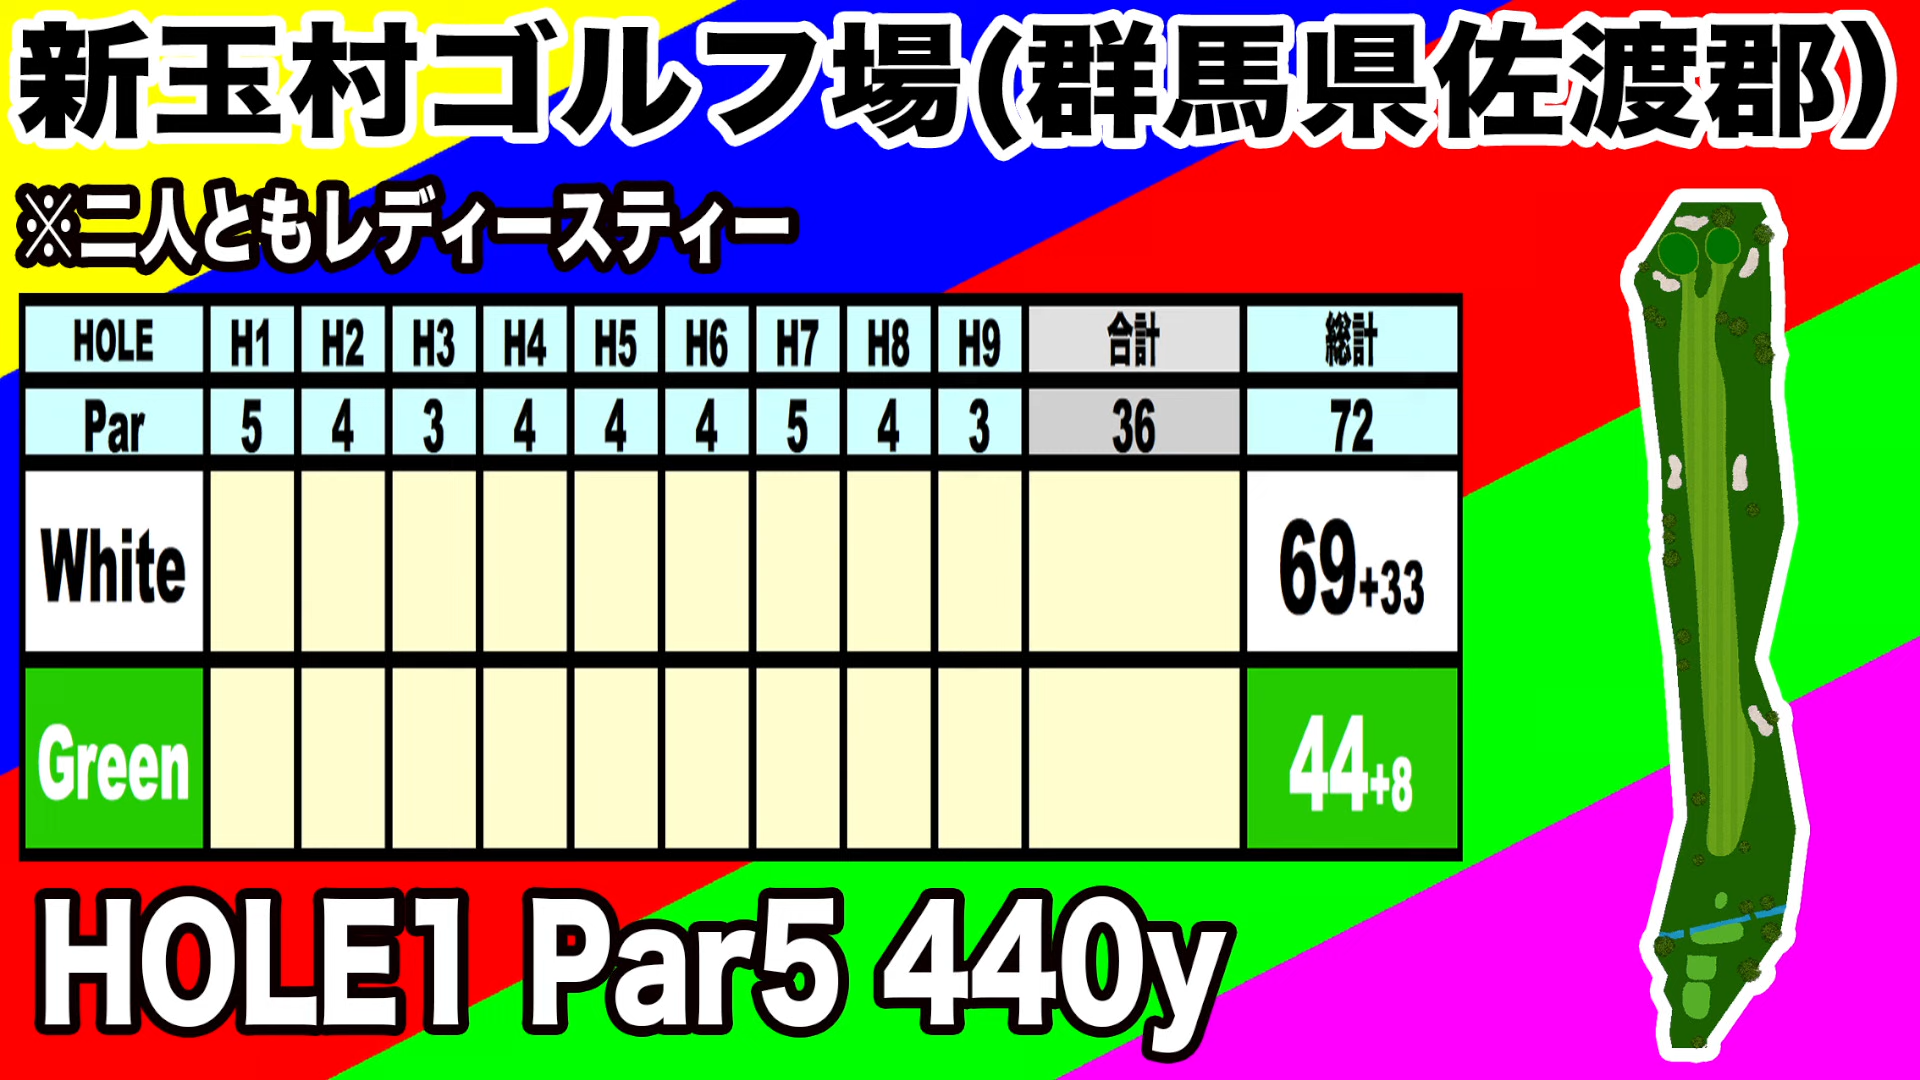 新玉村ゴルフ場(群馬県佐渡郡)
※二人ともレディースティー
HOLE H1 H2 H3 H4 H5 H6 H7 H8 H9 合計 総計
Par 5 4 3 4 4 4 5 4 3 36 72
White 69+33
Green 44+8
HOLE1 Par5 440y